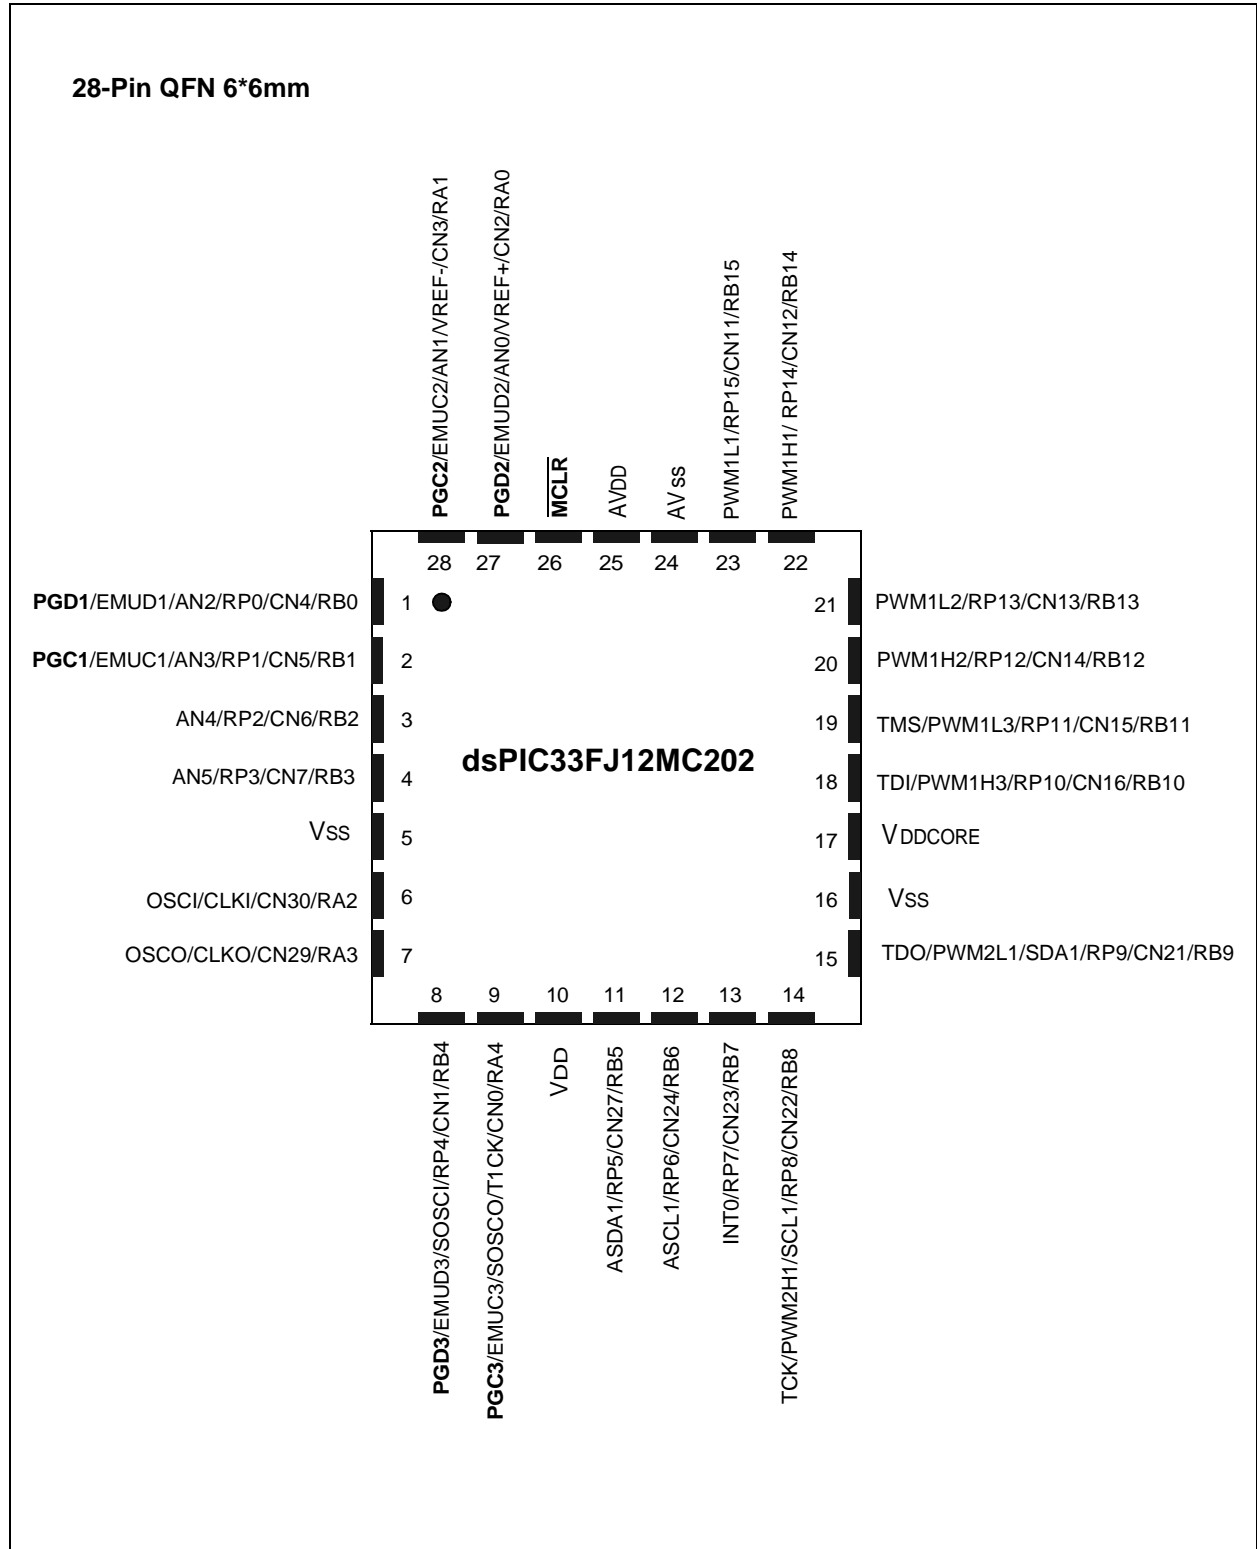 28-Pin QFN 6*6mm
PGC2/EMUC2/AN1/VREF-/CN3/RA1
PGD2/EMUD2/AN0/VREF+/CN2/RA0
MCLR
AVDD
AVss
PWM1L1/RP15/CN11/RB15
PWM1H1/ RP14/CN12/RB14
28 27 26 25 24 23 22
PGD1/EMUD1/AN2/RP0/CN4/RB0 1
21 PWM1L2/RP13/CN13/RB13
PGC1/EMUC1/AN3/RP1/CN5/RB1 2
20 PWM1H2/RP12/CN14/RB12
AN4/RP2/CN6/RB2 3
19 TMS/PWM1L3/RP11/CN15/RB11
dsPIC33FJ12MC202
AN5/RP3/CN7/RB3 4
18 TDI/PWM1H3/RP10/CN16/RB10
VSS 5
17 VDDCORE
OSCI/CLKI/CN30/RA2 6
16 VSS
OSCO/CLKO/CN29/RA3 7
15 TDO/PWM2L1/SDA1/RP9/CN21/RB9
8 9 10 11 12 13 14
PGD3/EMUD3/SOSCI/RP4/CN1/RB4
PGC3/EMUC3/SOSCO/T1CK/CN0/RA4
VDD
ASDA1/RP5/CN27/RB5
ASCL1/RP6/CN24/RB6
INT0/RP7/CN23/RB7
TCK/PWM2H1/SCL1/RP8/CN22/RB8